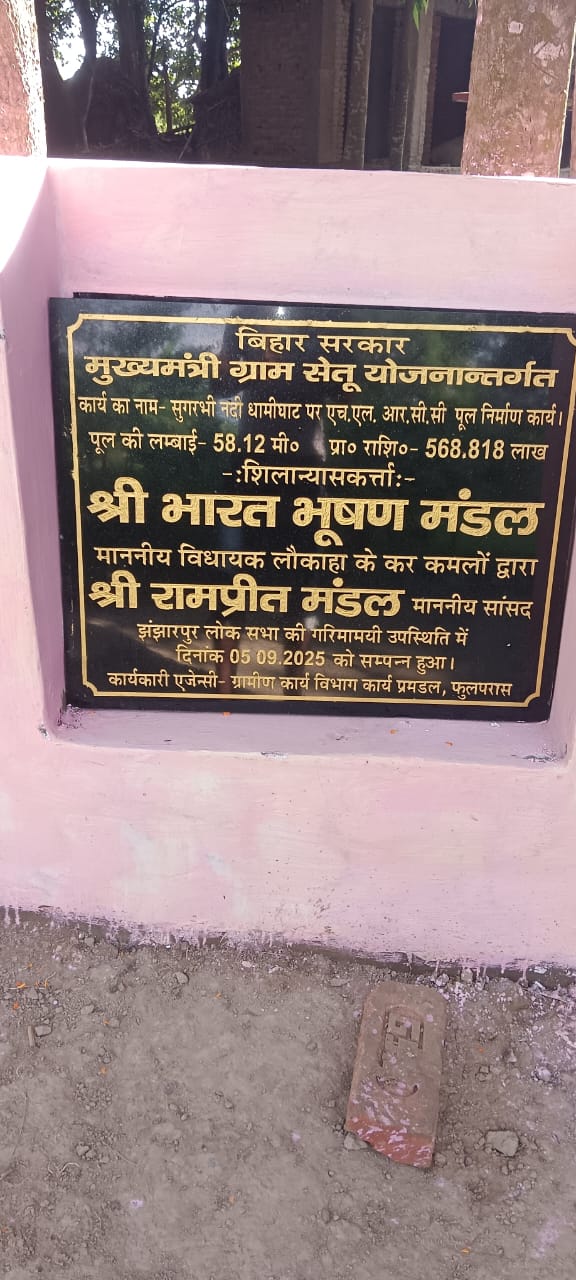 बिहार सरकार
मुख्यमंत्री ग्राम सेतू योजनान्तर्गत
कार्य का नाम- सुगरभी नदी धामीघाट पर एच.एल. आर.सी.सी पूल निर्माण कार्य।
पूल की लम्बाई- 58.12 मी० प्रा० राशि०- 568.818 लाख
-:शिलान्यासकर्त्ता:-
श्री भारत भूषण मंडल
माननीय विधायक लौकाहा के कर कमलों द्वारा
श्री रामप्रीत मंडल माननीय सांसद
झंझारपुर लोक सभा की गरिमामयी उपस्थिति में
दिनांक 05 09.2025 को सम्पन्न हुआ।
कार्यकारी एजेन्सी- ग्रामीण कार्य विभाग कार्य प्रमडल, फुलपरास